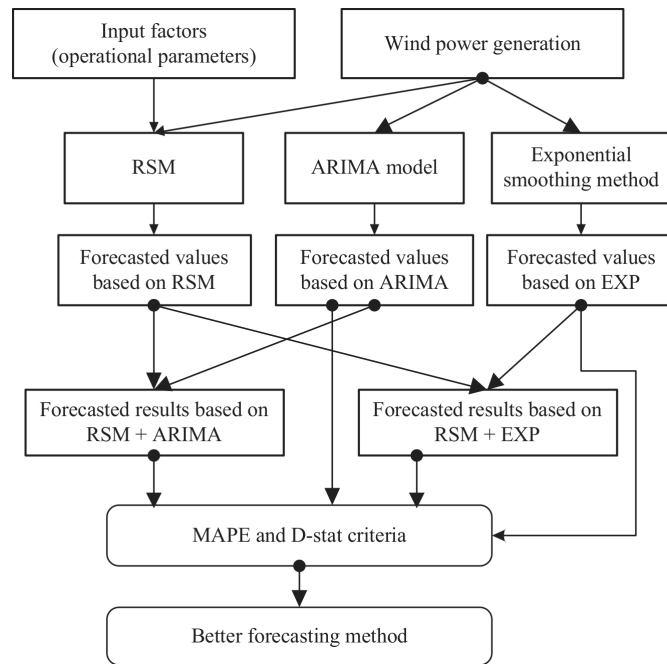 Input factors
(operational parameters)
Wind power generation
RSM
ARIMA model
Exponential
smoothing method
Forecasted values
based on RSM
Forecasted values
based on ARIMA
Forecasted values
based on EXP
Forecasted results based on
RSM + ARIMA
Forecasted results based on
RSM + EXP
MAPE and D-stat criteria
Better forecasting method